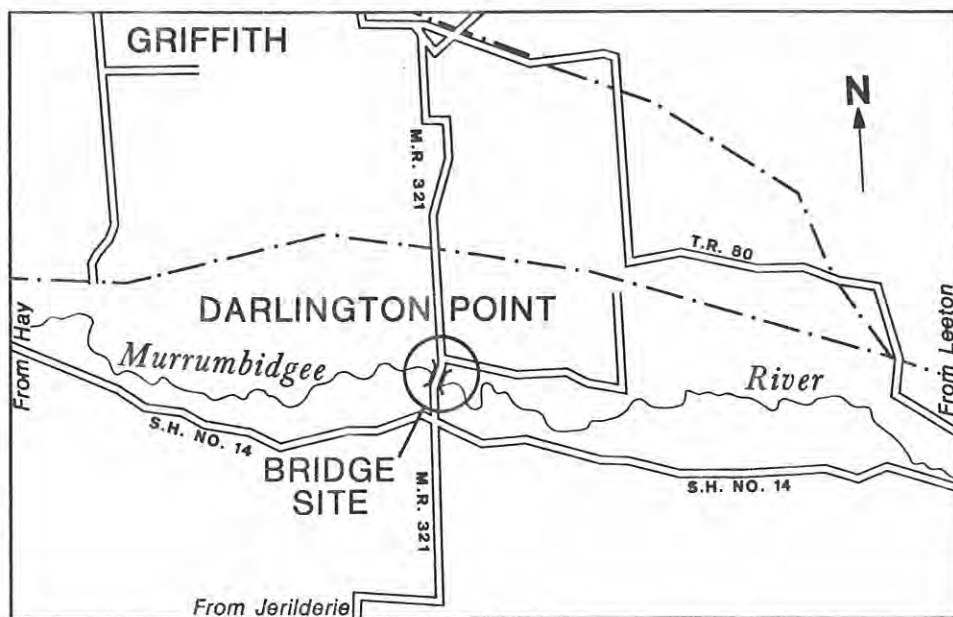 GRIFFITH
N
M.R. 321
T.R. 80
DARLINGTON POINT
From Hay
Murrumbidgee
River
From Leeton
S.H. NO. 14
BRIDGE
SITE
S.H. NO. 14
M.R. 321
From Jerilderie